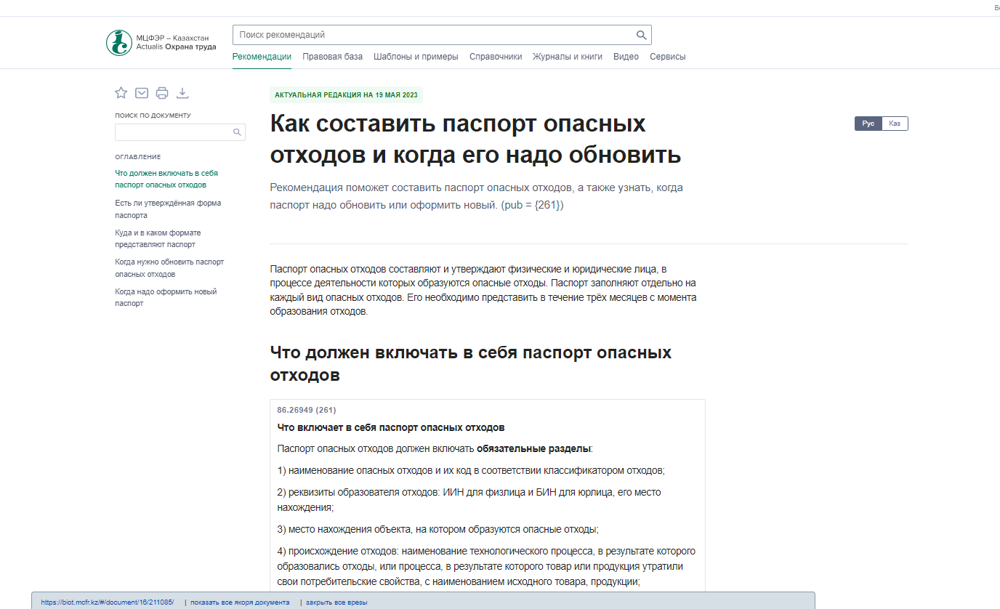 МЦФЭР – Казахстан
Actualis Охрана труда
Поиск рекомендаций
Рекомендации Правовая база Шаблоны и примеры Справочники Журналы и книги Видео Сервисы
ПОИСК ПО ДОКУМЕНТУ
ОГЛАВЛЕНИЕ
Что должен включать в себя
паспорт опасных отходов
Есть ли утверждённая форма
паспорта
Куда и в каком формате
представляют паспорт
Когда нужно обновить паспорт
опасных отходов
Когда надо оформить новый
паспорт
АКТУАЛЬНАЯ РЕДАКЦИЯ НА 19 МАЯ 2023
Как составить паспорт опасных
отходов и когда его надо обновить
Рус Каз
Рекомендация поможет составить паспорт опасных отходов, а также узнать, когда
паспорт надо обновить или оформить новый. (pub = {261})
Паспорт опасных отходов составляют и утверждают физические и юридические лица, в
процессе деятельности которых образуются опасные отходы. Паспорт заполняют отдельно на
каждый вид опасных отходов. Его необходимо представить в течение трёх месяцев с момента
образования отходов.
Что должен включать в себя паспорт опасных
отходов
86.26949 (261)
Что включает в себя паспорт опасных отходов
Паспорт опасных отходов должен включать обязательные разделы:
1) наименование опасных отходов и их код в соответствии классификатором отходов;
2) реквизиты образователя отходов: ИИН для физлица и БИН для юрлица, его место
нахождения;
3) место нахождения объекта, на котором образуются опасные отходы;
4) происхождение отходов: наименование технологического процесса, в результате которого
образовались отходы, или процесса, в результате которого товар или продукция утратили
свои потребительские свойства, с наименованием исходного товара, продукции;
https://biot.mcfr.kz/#/document/16/211085/ | показать все якоря документа | закрыть все врезы